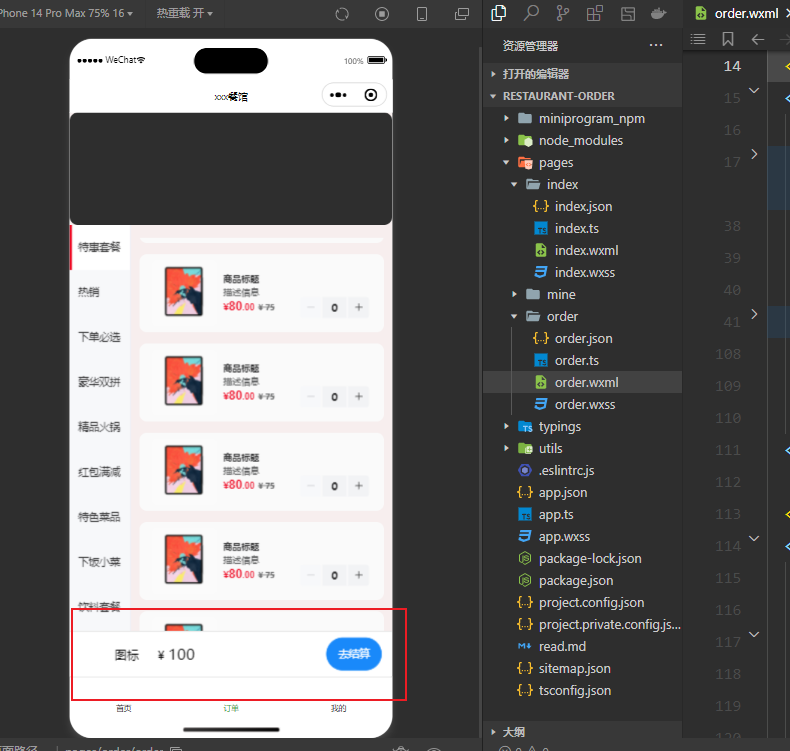 Phone 14 Pro Max 75% 16
热重载 开
WeChat
100%
xxx餐馆
特惠套餐
热销
下单必选
豪华双拼
精品火锅
红包满减
特色菜品
下饭小菜
饮料套餐
商品标题
描述信息
¥80.00 ¥75
— 0 +
商品标题
描述信息
¥80.00 ¥75
— 0 +
商品标题
描述信息
¥80.00 ¥75
— 0 +
商品标题
描述信息
¥80.00 ¥75
— 0 +
图标 ¥ 100
去结算
首页
订单
我的
pages/order/order
资源管理器
打开的编辑器
RESTAURANT-ORDER
miniprogram_npm
node_modules
pages
index
{..} index.json
TS index.ts
index.wxml
index.wxss
mine
order
{..} order.json
TS order.ts
order.wxml
order.wxss
TS typings
utils
.eslintrc.js
{..} app.json
TS app.ts
app.wxss
package-lock.json
package.json
{..} project.config.json
{..} project.private.config.js...
M↓ read.md
{..} sitemap.json
{..} tsconfig.json
大纲
order.wxml
14
15
16
17
38
39
40
41
108
109
110
111
112
113
114
115
116
117
118
119
120